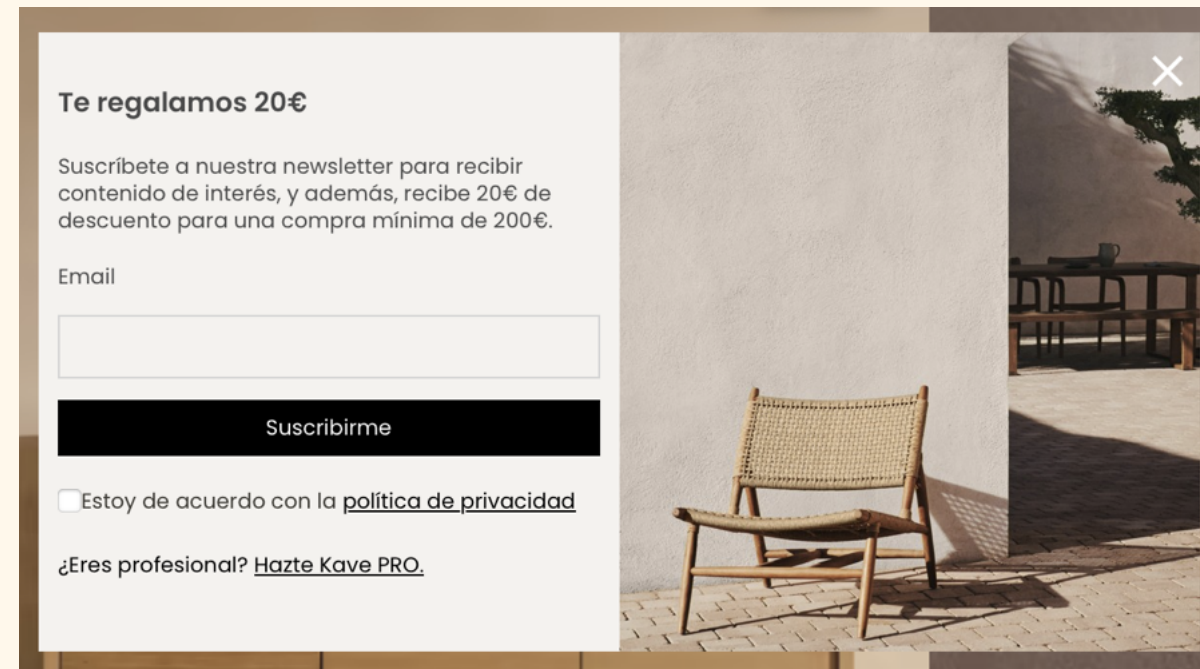 Te regalamos 20€
Suscríbete a nuestra newsletter para recibir
contenido de interés, y además, recibe 20€ de
descuento para una compra mínima de 200€.
Email
Suscribirme
Estoy de acuerdo con la política de privacidad
¿Eres profesional? Hazte Kave PRO.